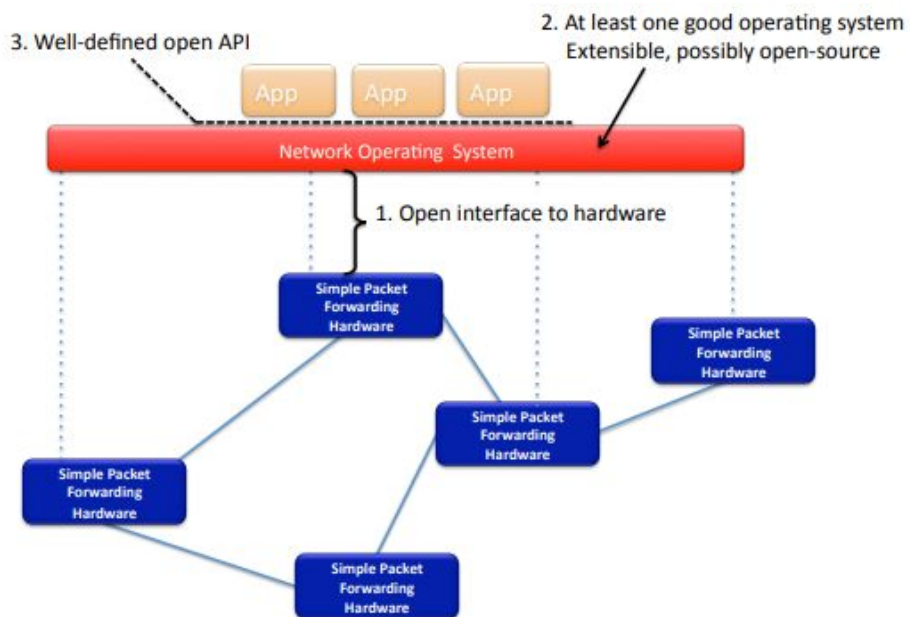 3. Well-defined open API
2. At least one good operating system
Extensible, possibly open-source
App
App
App
Network Operating System
1. Open interface to hardware
Simple Packet
Forwarding
Hardware
Simple Packet
Forwarding
Hardware
Simple Packet
Forwarding
Hardware
Simple Packet
Forwarding
Hardware
Simple Packet
Forwarding
Hardware